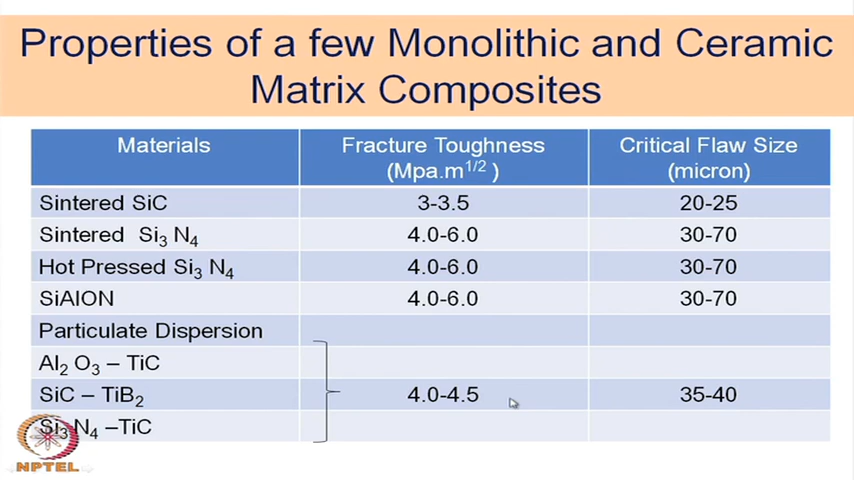 Properties of a few Monolithic and Ceramic
Matrix Composites
Materials Fracture Toughness Critical Flaw Size
(Mpa.m^1/2 ) (micron)
Sintered SiC 3-3.5 20-25
Sintered Si₃ N₄ 4.0-6.0 30-70
Hot Pressed Si₃ N₄ 4.0-6.0 30-70
SiAlON 4.0-6.0 30-70
Particulate Dispersion
Al₂ O₃ – TiC
SiC – TiB₂ 4.0-4.5 35-40
Si₃ N₄ –TiC
NPTEL